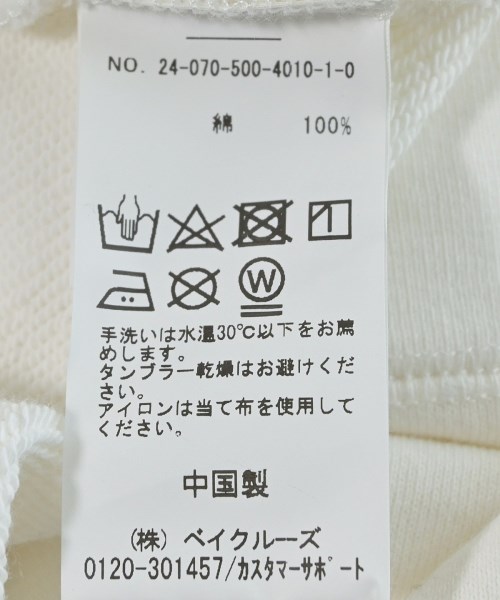 NO. 24-070-500-4010-1-0
綿 100%
W
手洗いは水温30℃以下をお薦
めします。
タンブラー乾燥はお避けくだ
さい。
アイロンは当て布を使用して
ください。
中国製
(株) ベイクルーズ
0120-301457/ｶｽﾀﾏｰｻﾎﾟｰﾄ